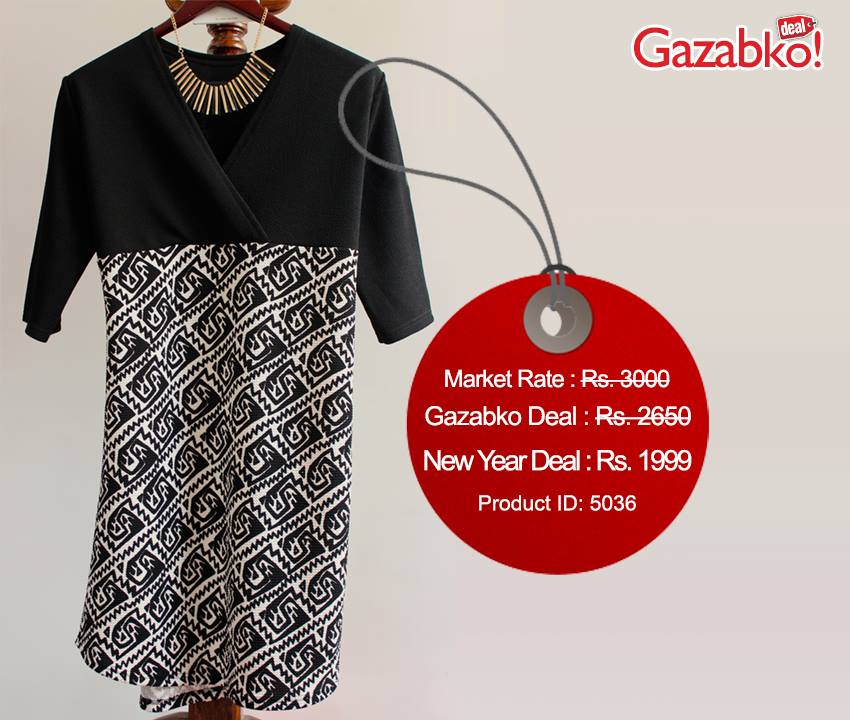 deal
Gazabko!
Market Rate : Rs. 3000
Gazabko Deal : Rs. 2650
New Year Deal : Rs. 1999
Product ID: 5036